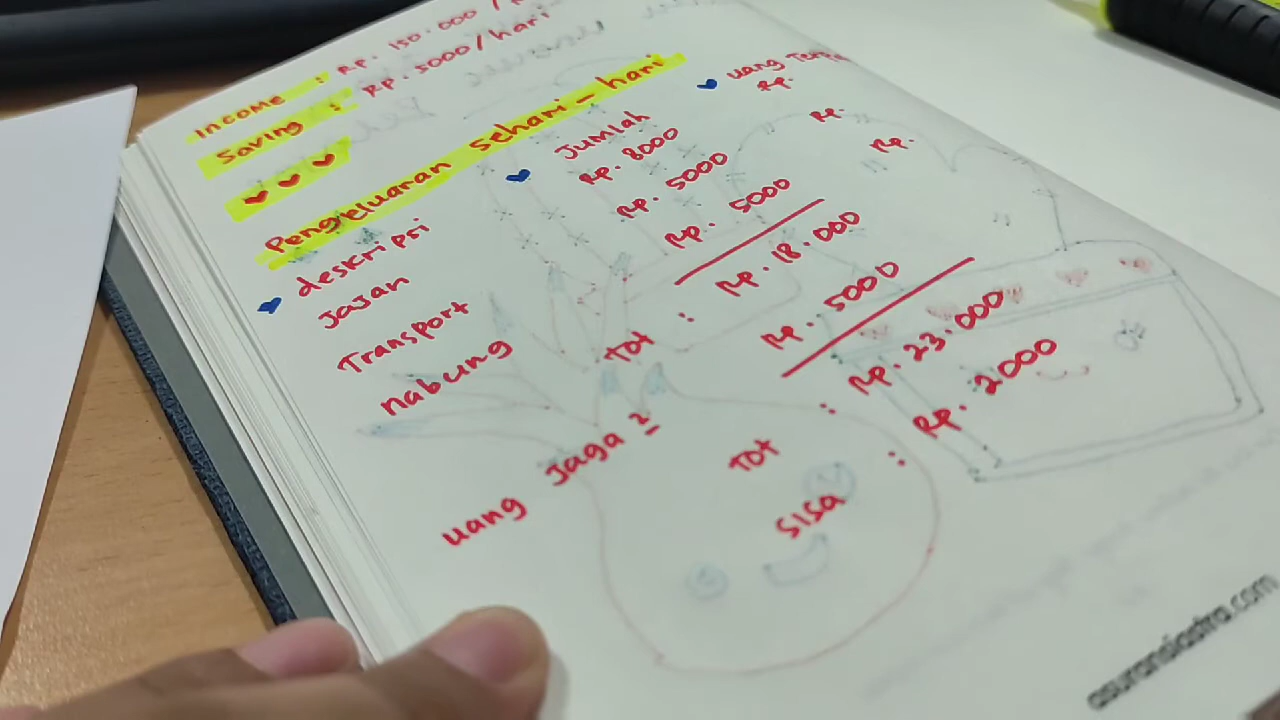 INCOME : Rp. 150.000 /
Saving : Rp. 5000/hari
Pengeluaran sehari-hari
deskripsi Jumlah uang
Jajan Rp. 8000 Rp.
Transport Rp. 5000 Rp.
nabung Rp. 5000 Rp.
Tot : Rp. 18.000
uang Jaga 2 Rp. 5000
Tot : Rp. 23.000
Sisa : Rp. 2000
asuransiastra.com